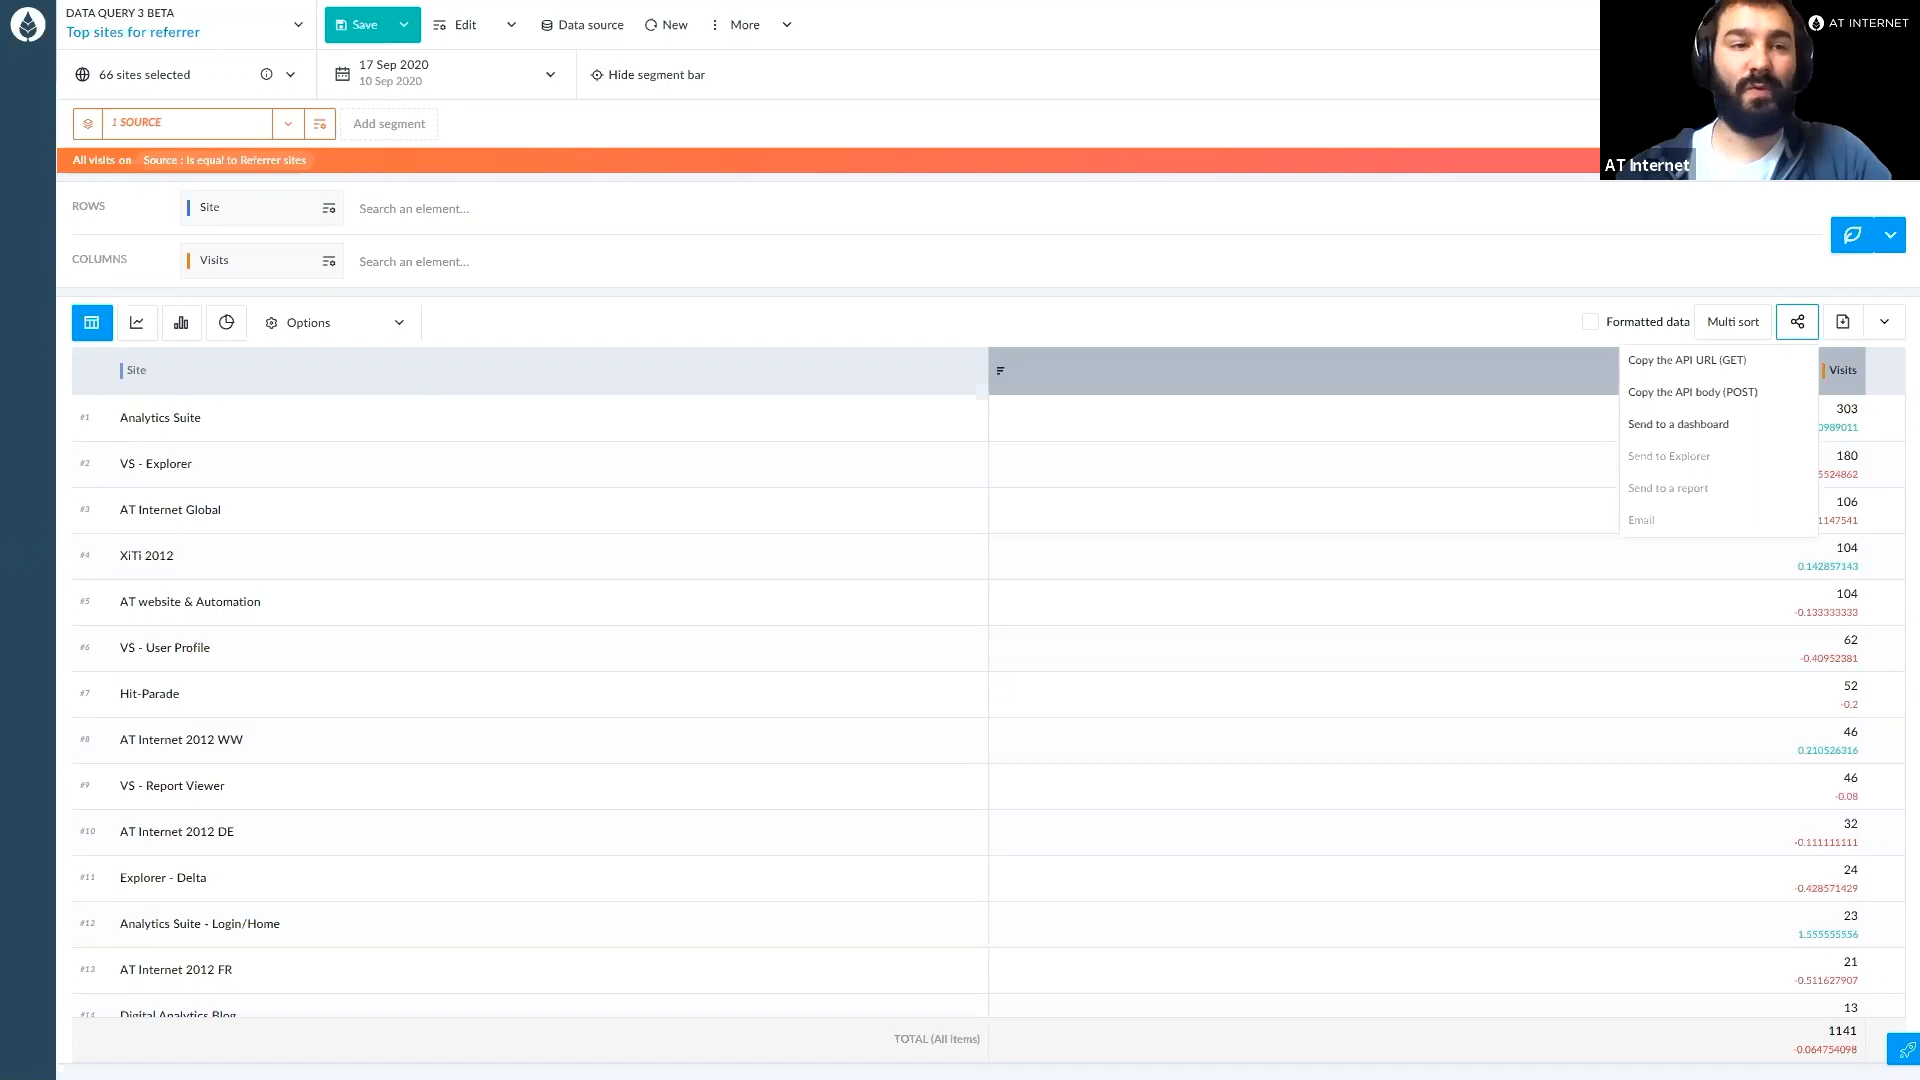 DATA QUERY 3 BETA
Top sites for referrer
Save
Edit
Data source
New
More
AT INTERNET
66 sites selected
17 Sep 2020
10 Sep 2020
Hide segment bar
1 SOURCE
Add segment
All visits on Source : is equal to Referrer sites
AT Internet
ROWS
Site
Search an element...
COLUMNS
Visits
Search an element...
Options
Formatted data
Multi sort
Copy the API URL (GET)
Copy the API body (POST)
Send to a dashboard
Send to Explorer
Send to a report
Email
Site
Visits
#1 Analytics Suite 303
0989011
#2 VS - Explorer 180
5524862
#3 AT Internet Global 106
1147541
#4 XiTi 2012 104
0.142857143
#5 AT website & Automation 104
-0.133333333
#6 VS - User Profile 62
-0.40952381
#7 Hit-Parade 52
-0.2
#8 AT Internet 2012 WW 46
0.210526316
#9 VS - Report Viewer 46
-0.08
#10 AT Internet 2012 DE 32
-0.111111111
#11 Explorer - Delta 24
-0.428571429
#12 Analytics Suite - Login/Home 23
1.555555556
#13 AT Internet 2012 FR 21
-0.511627907
#14 Digital Analytics Blog 13
TOTAL (All items) 1141
-0.064754098